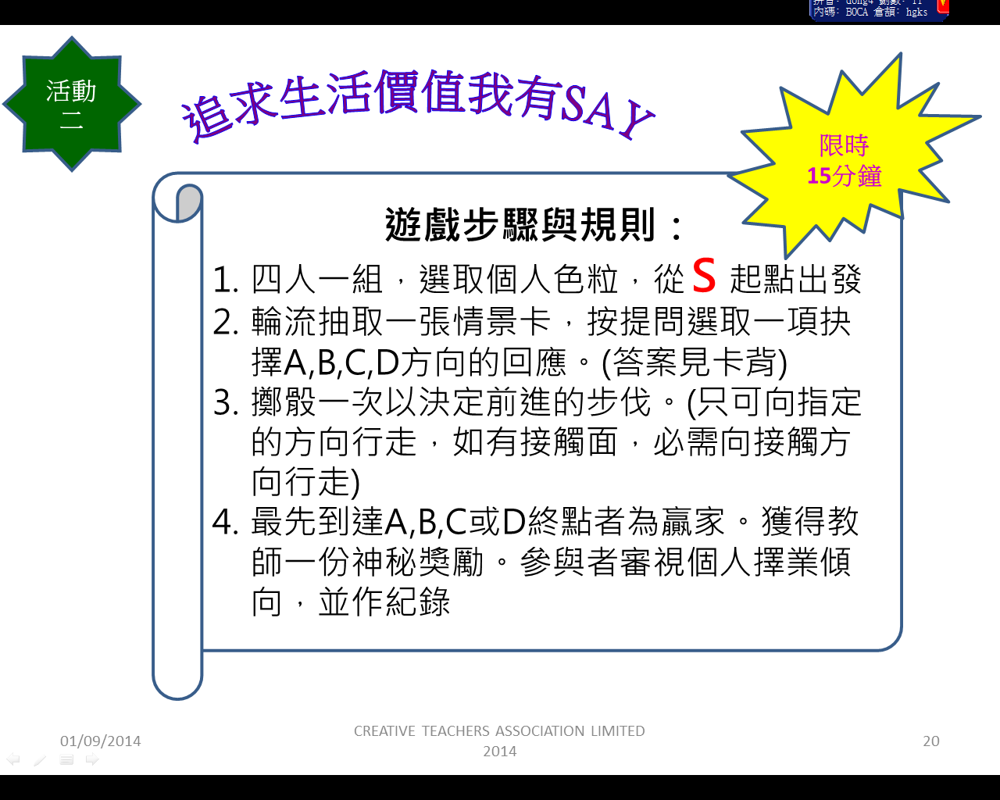 內碼: BOCA 倉頡: hgks
活動
二
追求生活價值我有SAY
限時
15分鐘
遊戲步驟與規則：
1. 四人一組，選取個人色粒，從 S 起點出發
2. 輪流抽取一張情景卡，按提問選取一項抉
擇A,B,C,D方向的回應。(答案見卡背)
3. 擲骰一次以決定前進的步伐。(只可向指定
的方向行走，如有接觸面，必需向接觸方
向行走)
4. 最先到達A,B,C或D終點者為贏家。獲得教
師一份神秘獎勵。參與者審視個人擇業傾
向，並作紀錄
01/09/2014
CREATIVE TEACHERS ASSOCIATION LIMITED
2014
20